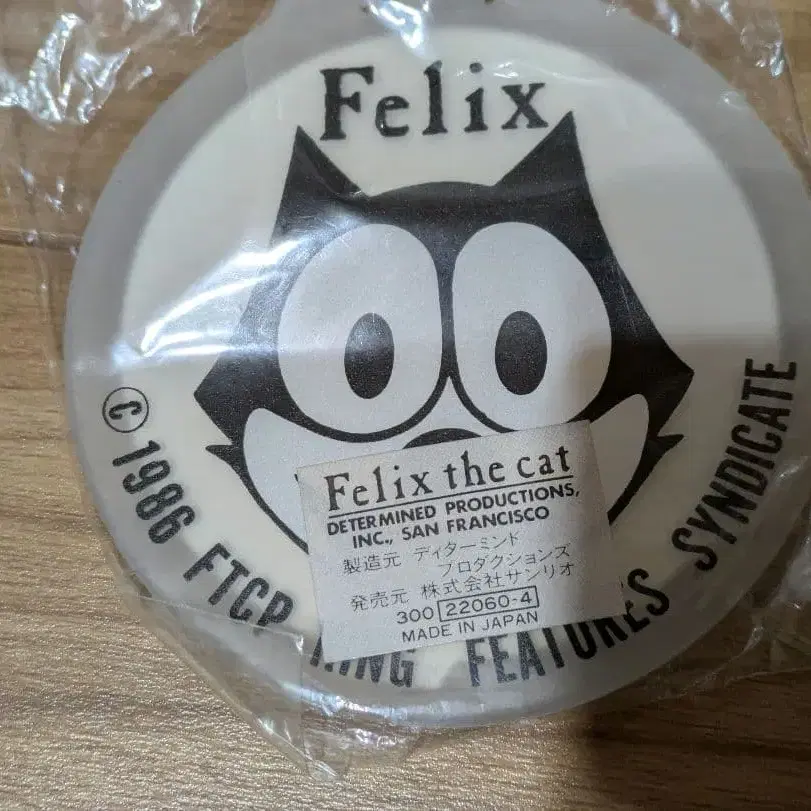 Felix
© 1986 FTCP KING FEATURES SYNDICATE
Felix the cat
DETERMINED PRODUCTIONS,
INC., SAN FRANCISCO
製造元 ディターミンド
プロダクションズ
発売元 株式会社サンリオ
300 22060-4
MADE IN JAPAN